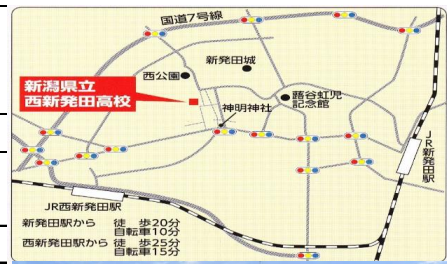 国道7号線
新発田城
西公園
新潟県立
西新発田高校
蕗谷虹児
記念館
神明神社
JR新発田駅
JR西新発田駅
新発田駅から 徒 歩20分
自転車10分
西新発田駅から 徒 歩25分
自転車15分